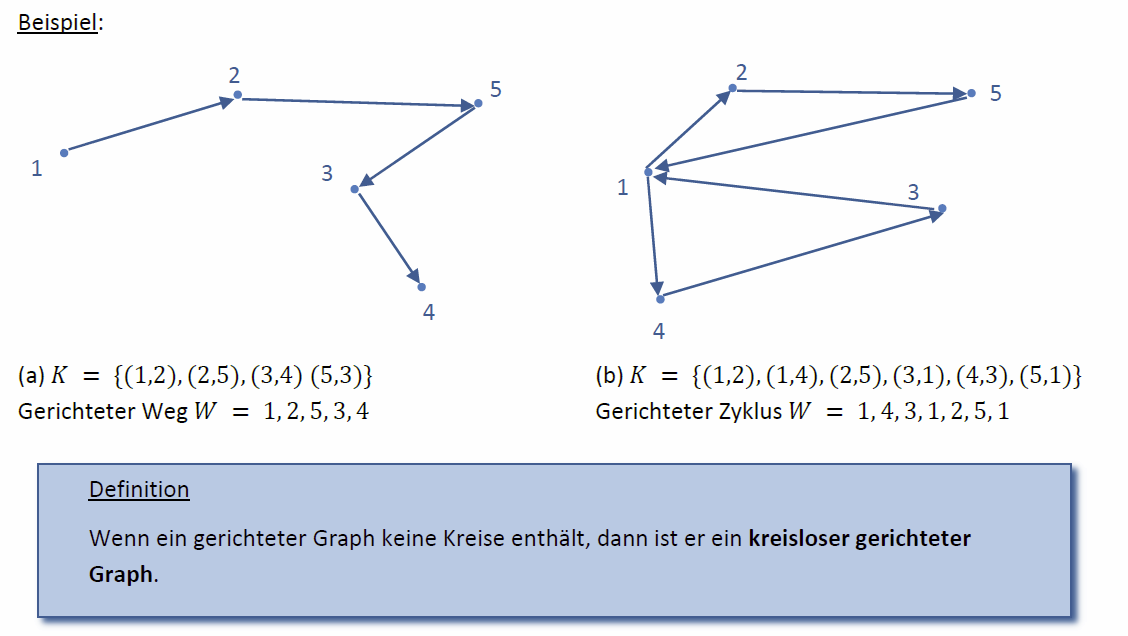 Beispiel:
2
5
1
3
4
2
5
1
3
4
(a) K = {(1,2), (2,5), (3,4) (5,3)}
Gerichteter Weg W = 1, 2, 5, 3, 4
(b) K = {(1,2), (1,4), (2,5), (3,1), (4,3), (5,1)}
Gerichteter Zyklus W = 1, 4, 3, 1, 2, 5, 1
Definition
Wenn ein gerichteter Graph keine Kreise enthält, dann ist er ein kreisloser gerichteter
Graph.